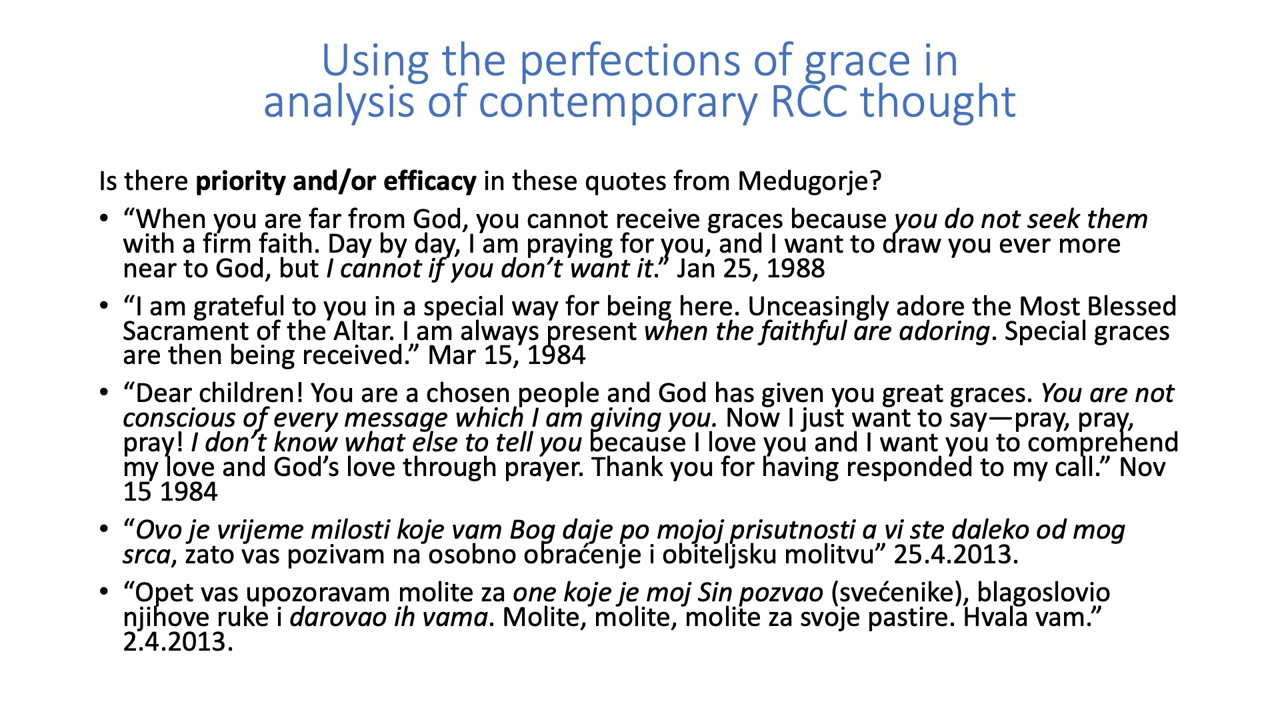 Using the perfections of grace in
analysis of contemporary RCC thought
Is there priority and/or efficacy in these quotes from Medugorje?
• “When you are far from God, you cannot receive graces because you do not seek them
with a firm faith. Day by day, I am praying for you, and I want to draw you ever more
near to God, but I cannot if you don’t want it.” Jan 25, 1988
• “I am grateful to you in a special way for being here. Unceasingly adore the Most Blessed
Sacrament of the Altar. I am always present when the faithful are adoring. Special graces
are then being received.” Mar 15, 1984
• “Dear children! You are a chosen people and God has given you great graces. You are not
conscious of every message which I am giving you. Now I just want to say—pray, pray,
pray! I don’t know what else to tell you because I love you and I want you to comprehend
my love and God’s love through prayer. Thank you for having responded to my call.” Nov
15 1984
• “Ovo je vrijeme milosti koje vam Bog daje po mojoj prisutnosti a vi ste daleko od mog
srca, zato vas pozivam na osobno obraćenje i obiteljsku molitvu” 25.4.2013.
• “Opet vas upozoravam molite za one koje je moj Sin pozvao (svećenike), blagoslovio
njihove ruke i darovao ih vama. Molite, molite, molite za svoje pastire. Hvala vam.”
2.4.2013.